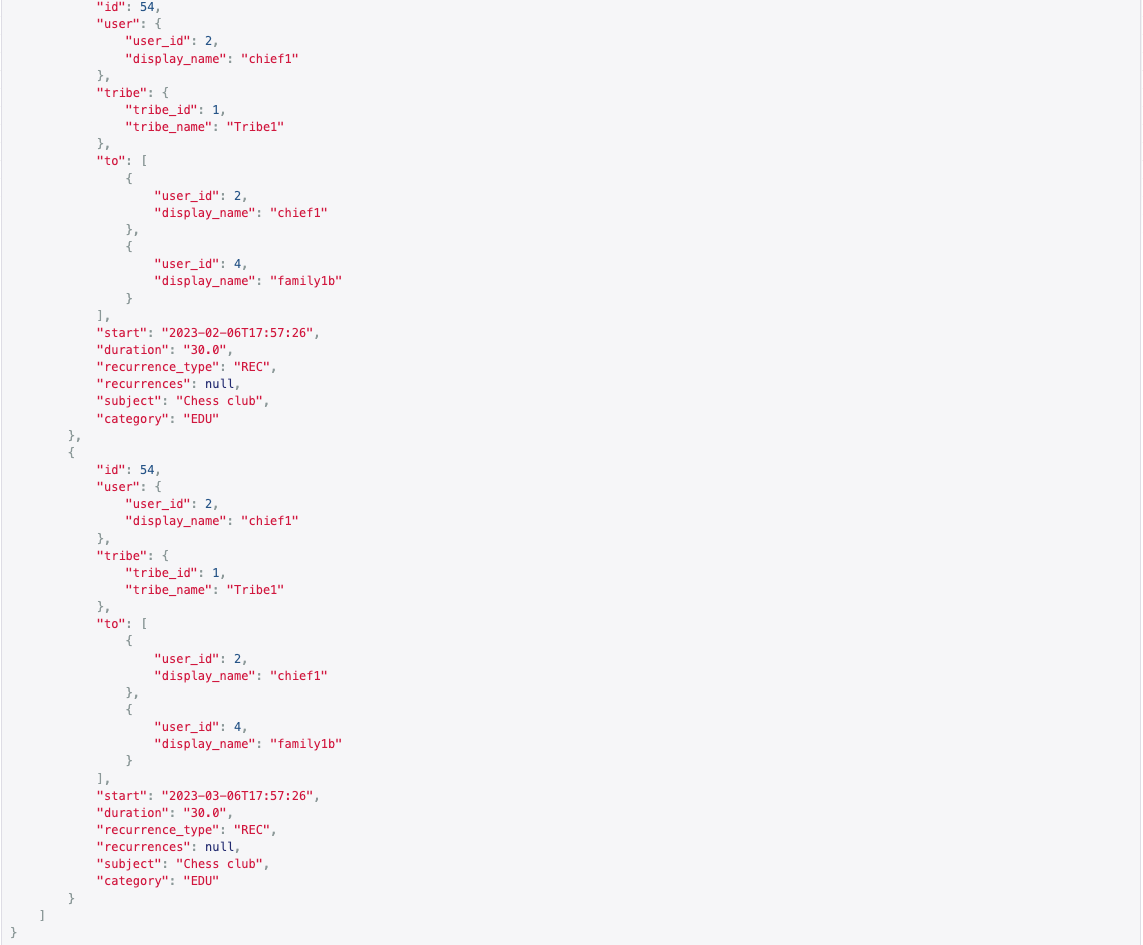 "id": 54,
"user": {
"user_id": 2,
"display_name": "chief1"
},
"tribe": {
"tribe_id": 1,
"tribe_name": "Tribe1"
},
"to": [
{
"user_id": 2,
"display_name": "chief1"
},
{
"user_id": 4,
"display_name": "family1b"
}
],
"start": "2023-02-06T17:57:26",
"duration": "30.0",
"recurrence_type": "REC",
"recurrences": null,
"subject": "Chess club",
"category": "EDU"
},
{
"id": 54,
"user": {
"user_id": 2,
"display_name": "chief1"
},
"tribe": {
"tribe_id": 1,
"tribe_name": "Tribe1"
},
"to": [
{
"user_id": 2,
"display_name": "chief1"
},
{
"user_id": 4,
"display_name": "family1b"
}
],
"start": "2023-03-06T17:57:26",
"duration": "30.0",
"recurrence_type": "REC",
"recurrences": null,
"subject": "Chess club",
"category": "EDU"
}
]
}